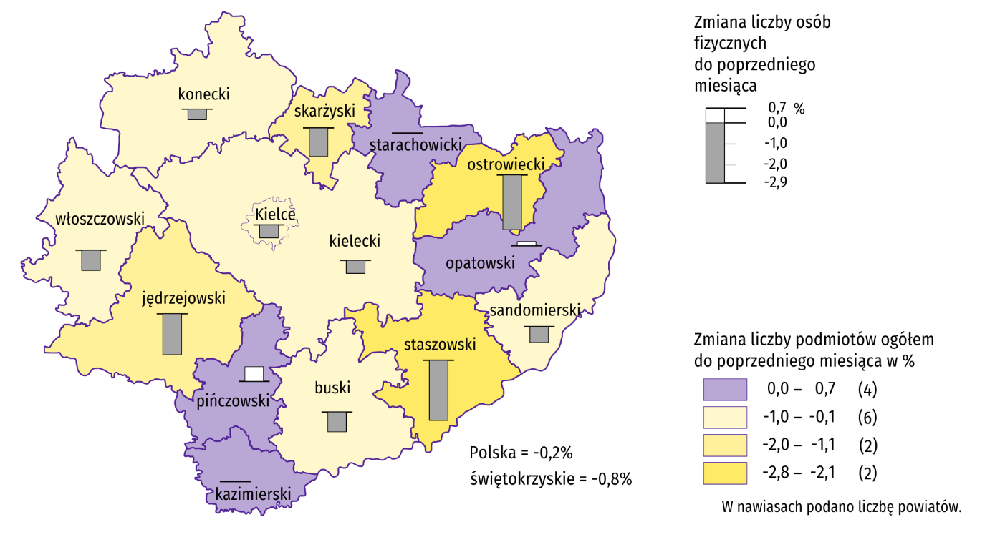 konecki
skarżyski
starachowicki
ostrowiecki
włoszczowski
Kielce
kielecki
opatowski
jędrzejowski
sandomierski
staszowski
buski
pińczowski
kazimierski
Polska = -0,2%
świętokrzyskie = -0,8%
Zmiana liczby osób
fizycznych
do poprzedniego
miesiąca
0,7 %
0,0
-1,0
-2,0
-2,9
Zmiana liczby podmiotów ogółem
do poprzedniego miesiąca w %
0,0 – 0,7 (4)
-1,0 – -0,1 (6)
-2,0 – -1,1 (2)
-2,8 – -2,1 (2)
W nawiasach podano liczbę powiatów.